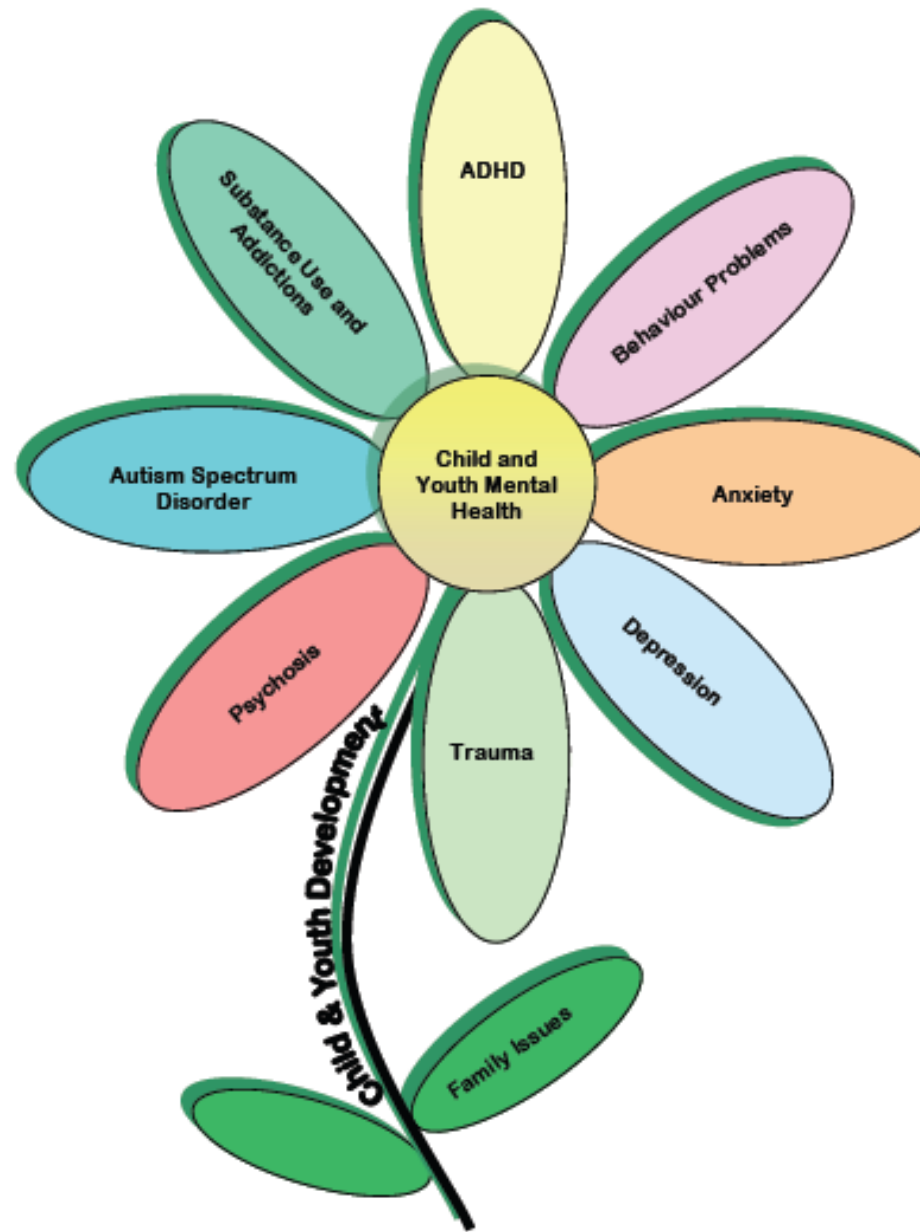 ADHD
Behaviour Problems
Substance Use and
Addictions
Child and
Youth Mental
Health
Autism Spectrum
Disorder
Anxiety
Psychosis
Depression
Trauma
Child & Youth Development
Family Issues